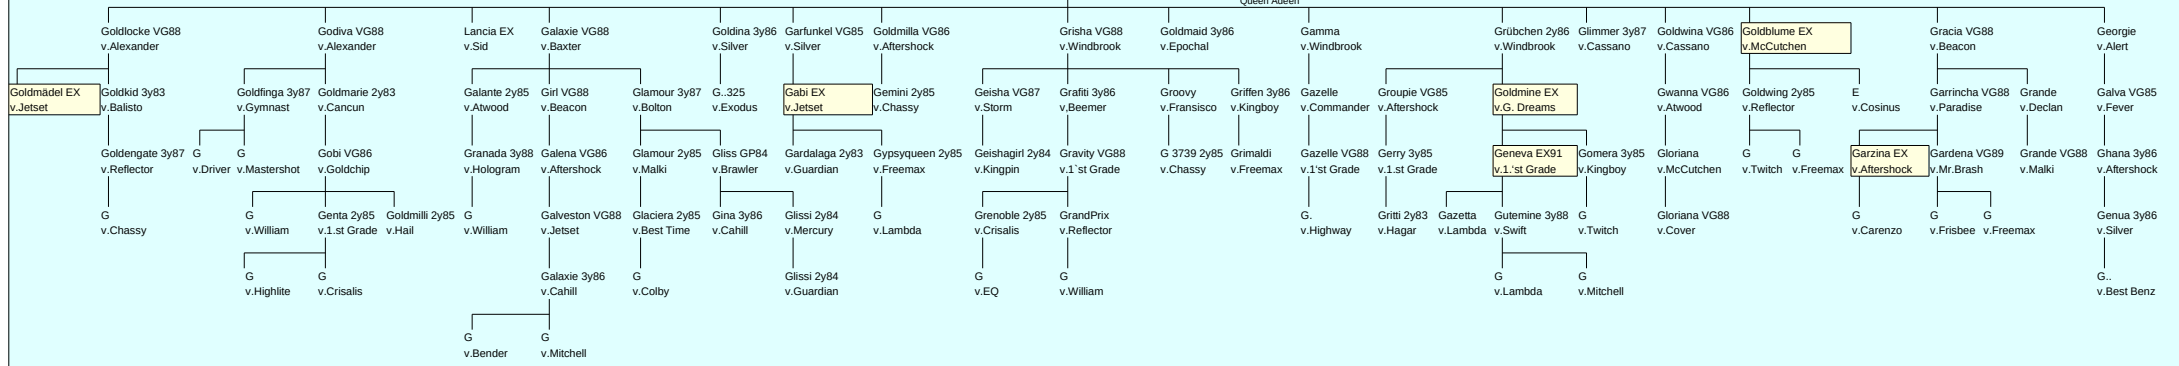 Queen Adeen
Goldlocke VG88 Godiva VG88 Lancia EX Galaxie VG88 Goldina 3y86 Garfunkel VG85 Goldmilla VG86 Grisha VG88 Goldmaid 3y86 Gamma Grübchen 2y86 Glimmer 3y87 Goldwina VG86 Goldblume EX Gracia VG88 Georgie
v.Alexander v.Alexander v.Sid v.Baxter v.Silver v.Silver v.Aftershock v.Windbrook v.Epochal v.Windbrook v.Windbrook v.Cassano v.Cassano v.McCutchen v.Beacon v.Alert
Goldmädel EX Goldkid 3y83 Goldfinga 3y87 Goldmarie 2y83 Galante 2y85 Girl VG88 Glamour 3y87 G..325 Gabi EX Gemini 2y85 Geisha VG87 Grafiti 3y86 Groovy Griffen 3y86 Gazelle Groupie VG85 Goldmine EX Gwanna VG86 Goldwing 2y85 E Garrincha VG88 Grande Galva VG85
v.Jetset v.Balisto v.Gymnast v.Cancun v.Atwood v.Beacon v.Bolton v.Exodus v.Jetset v.Chassy v.Storm v.Beemer v.Fransisco v.Kingboy v.Commander v.Aftershock v.G. Dreams v.Atwood v.Reflector v.Cosinus v.Paradise v.Declan v.Fever
Goldengate 3y87 G G Gobi VG86 Granada 3y88 Galena VG86 Glamour 2y85 Gliss GP84 Gardalaga 2y83 Gypsyqueen 2y85 Geishagirl 2y84 Gravity VG88 G 3739 2y85 Grimaldi Gazelle VG88 Gerry 3y85 Geneva EX91 Gomera 3y85 Gloriana G G Garzina EX Gardena VG89 Grande VG88 Ghana 3y86
v.Reflector v.Driver v.Mastershot v.Goldchip v.Hologram v.Aftershock v.Malki v.Brawler v.Guardian v.Freemax v.Kingpin v.1`st Grade v.Chassy v.Freemax v.1'st Grade v.1.st Grade v.1.'st Grade v.Kingboy v.McCutchen v.Twitch v.Freemax v.Aftershock v.Mr.Brash v.Malki v.Aftershock
G G Genta 2y85 Goldmilli 2y85 G Galveston VG88 Glaciera 2y85 Gina 3y86 Glissi 2y84 G Grenoble 2y85 GrandPrix G. Gritti 2y83 Gazetta Gutemine 3y88 G Gloriana VG88 G G G Genua 3y86
v.Chassy v.William v.1.st Grade v.Hail v.William v.Jetset v.Best Time v.Cahill v.Mercury v.Lambda v.Crisalis v.Reflector v.Highway v.Hagar v.Lambda v.Swift v.Twitch v.Cover v.Carenzo v.Frisbee v.Freemax v.Silver
G G Galaxie 3y86 G Glissi 2y84 G G G G G..
v.Highlite v.Crisalis v.Cahill v.Colby v.Guardian v.EQ v.William v.Lambda v.Mitchell v.Best Benz
G G
v.Bender v.Mitchell